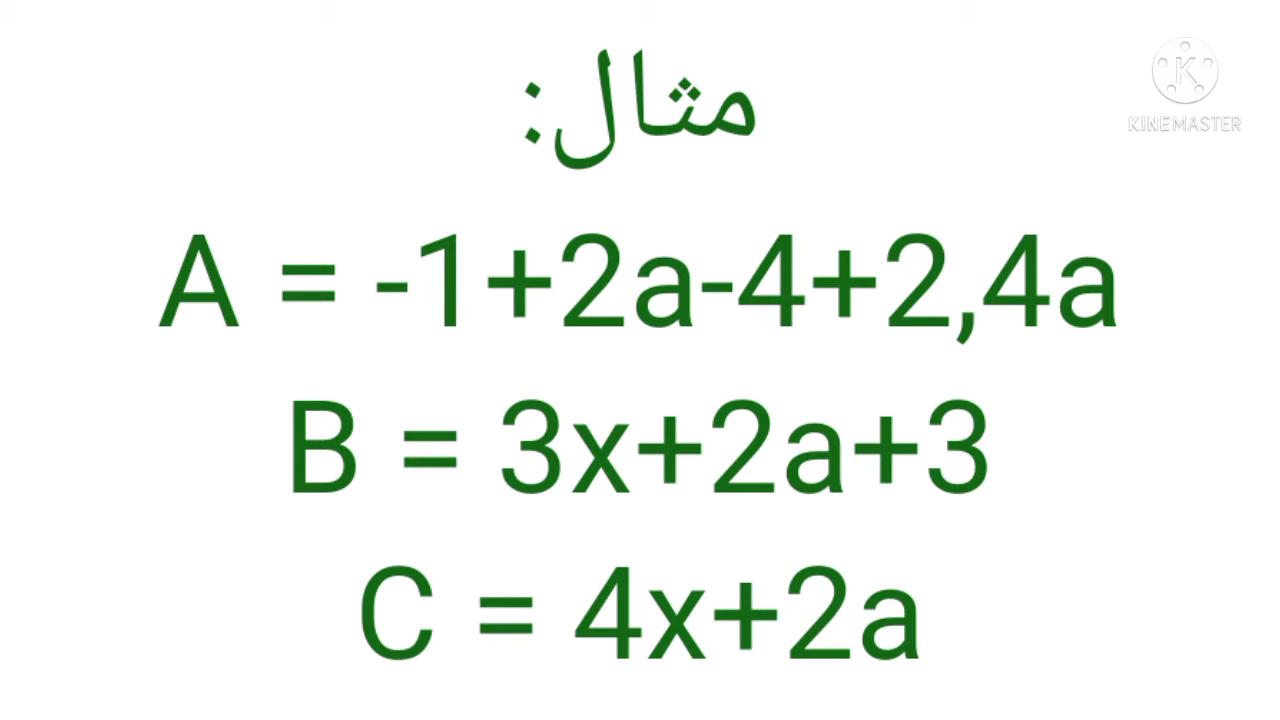 مثال:
K
KINEMASTER
A = -1+2a-4+2,4a
B = 3x+2a+3
C = 4x+2a